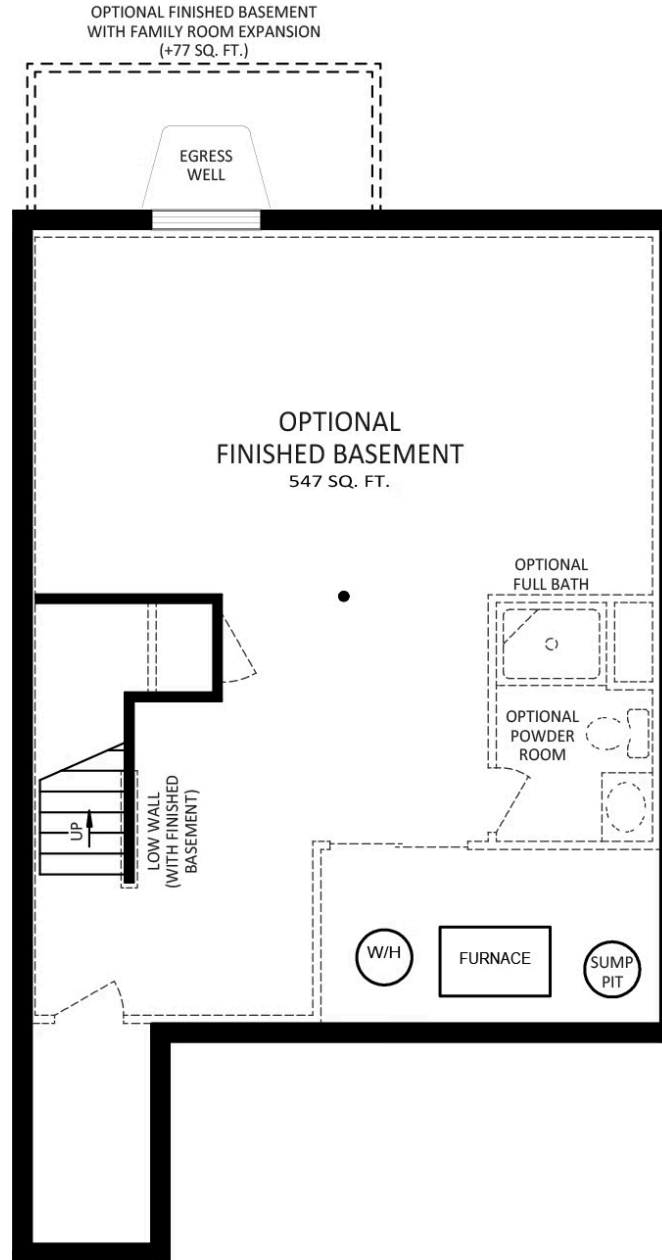 OPTIONAL FINISHED BASEMENT
WITH FAMILY ROOM EXPANSION
(+77 SQ. FT.)
EGRESS
WELL
OPTIONAL
FINISHED BASEMENT
547 SQ. FT.
OPTIONAL
FULL BATH
OPTIONAL
POWDER
ROOM
UP
LOW WALL
(WITH FINISHED
BASEMENT)
W/H
FURNACE
SUMP
PIT